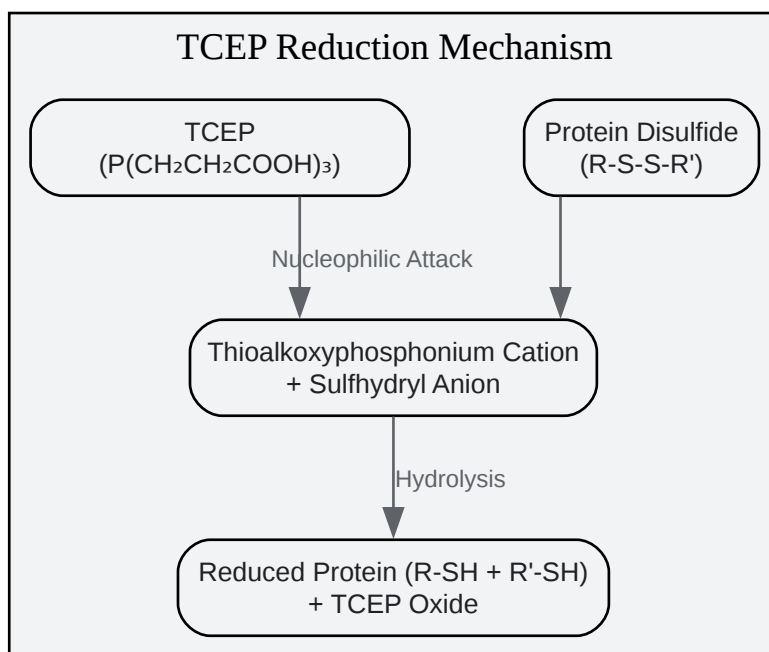 TCEP Reduction Mechanism
TCEP
(P(CH₂CH₂COOH)₃)
Protein Disulfide
(R-S-S-R')
Nucleophilic Attack
Thioalkoxyphosphonium Cation
+ Sulfhydryl Anion
Hydrolysis
Reduced Protein (R-SH + R'-SH)
+ TCEP Oxide